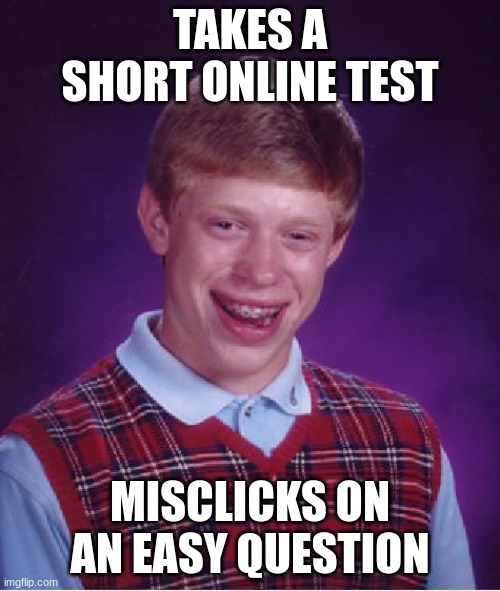 TAKES A
SHORT ONLINE TEST
MISCLICKS ON
AN EASY QUESTION
imgflip.com